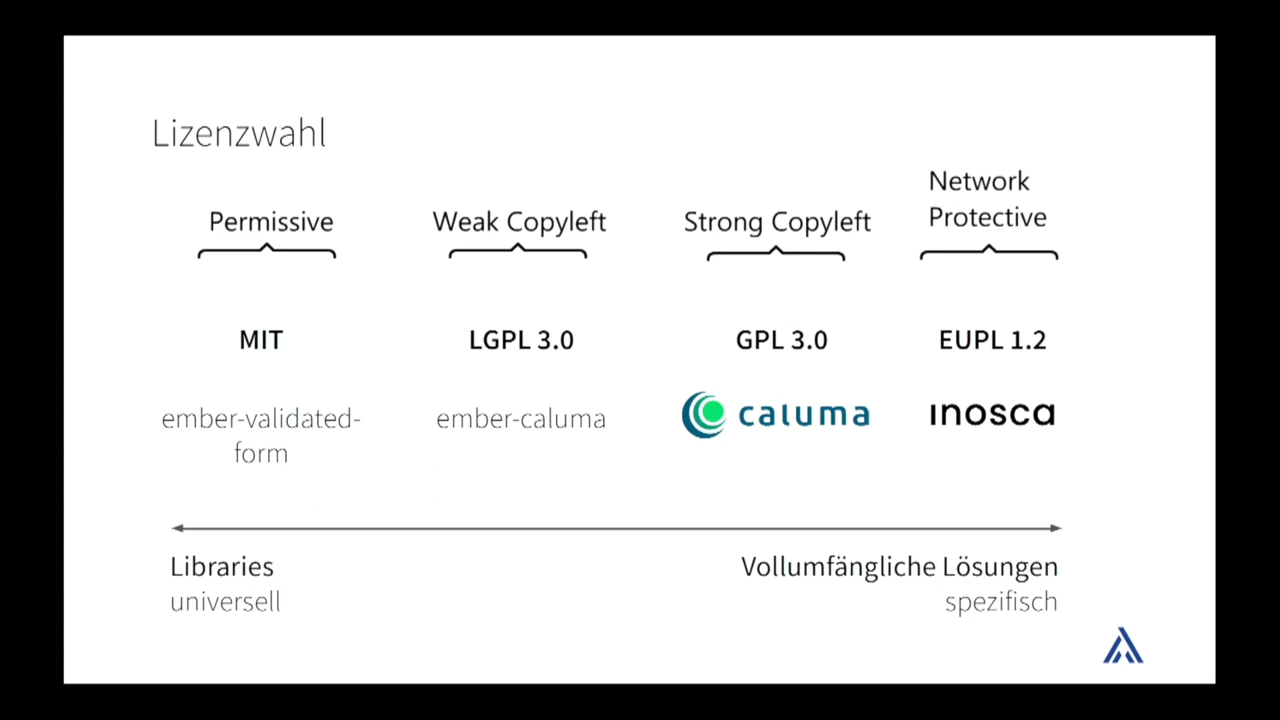 Lizenzwahl
Permissive
Weak Copyleft
Strong Copyleft
Network
Protective
MIT
LGPL 3.0
GPL 3.0
EUPL 1.2
ember-validated-
form
ember-caluma
caluma
inosca
Libraries
universell
Vollumfängliche Lösungen
spezifisch